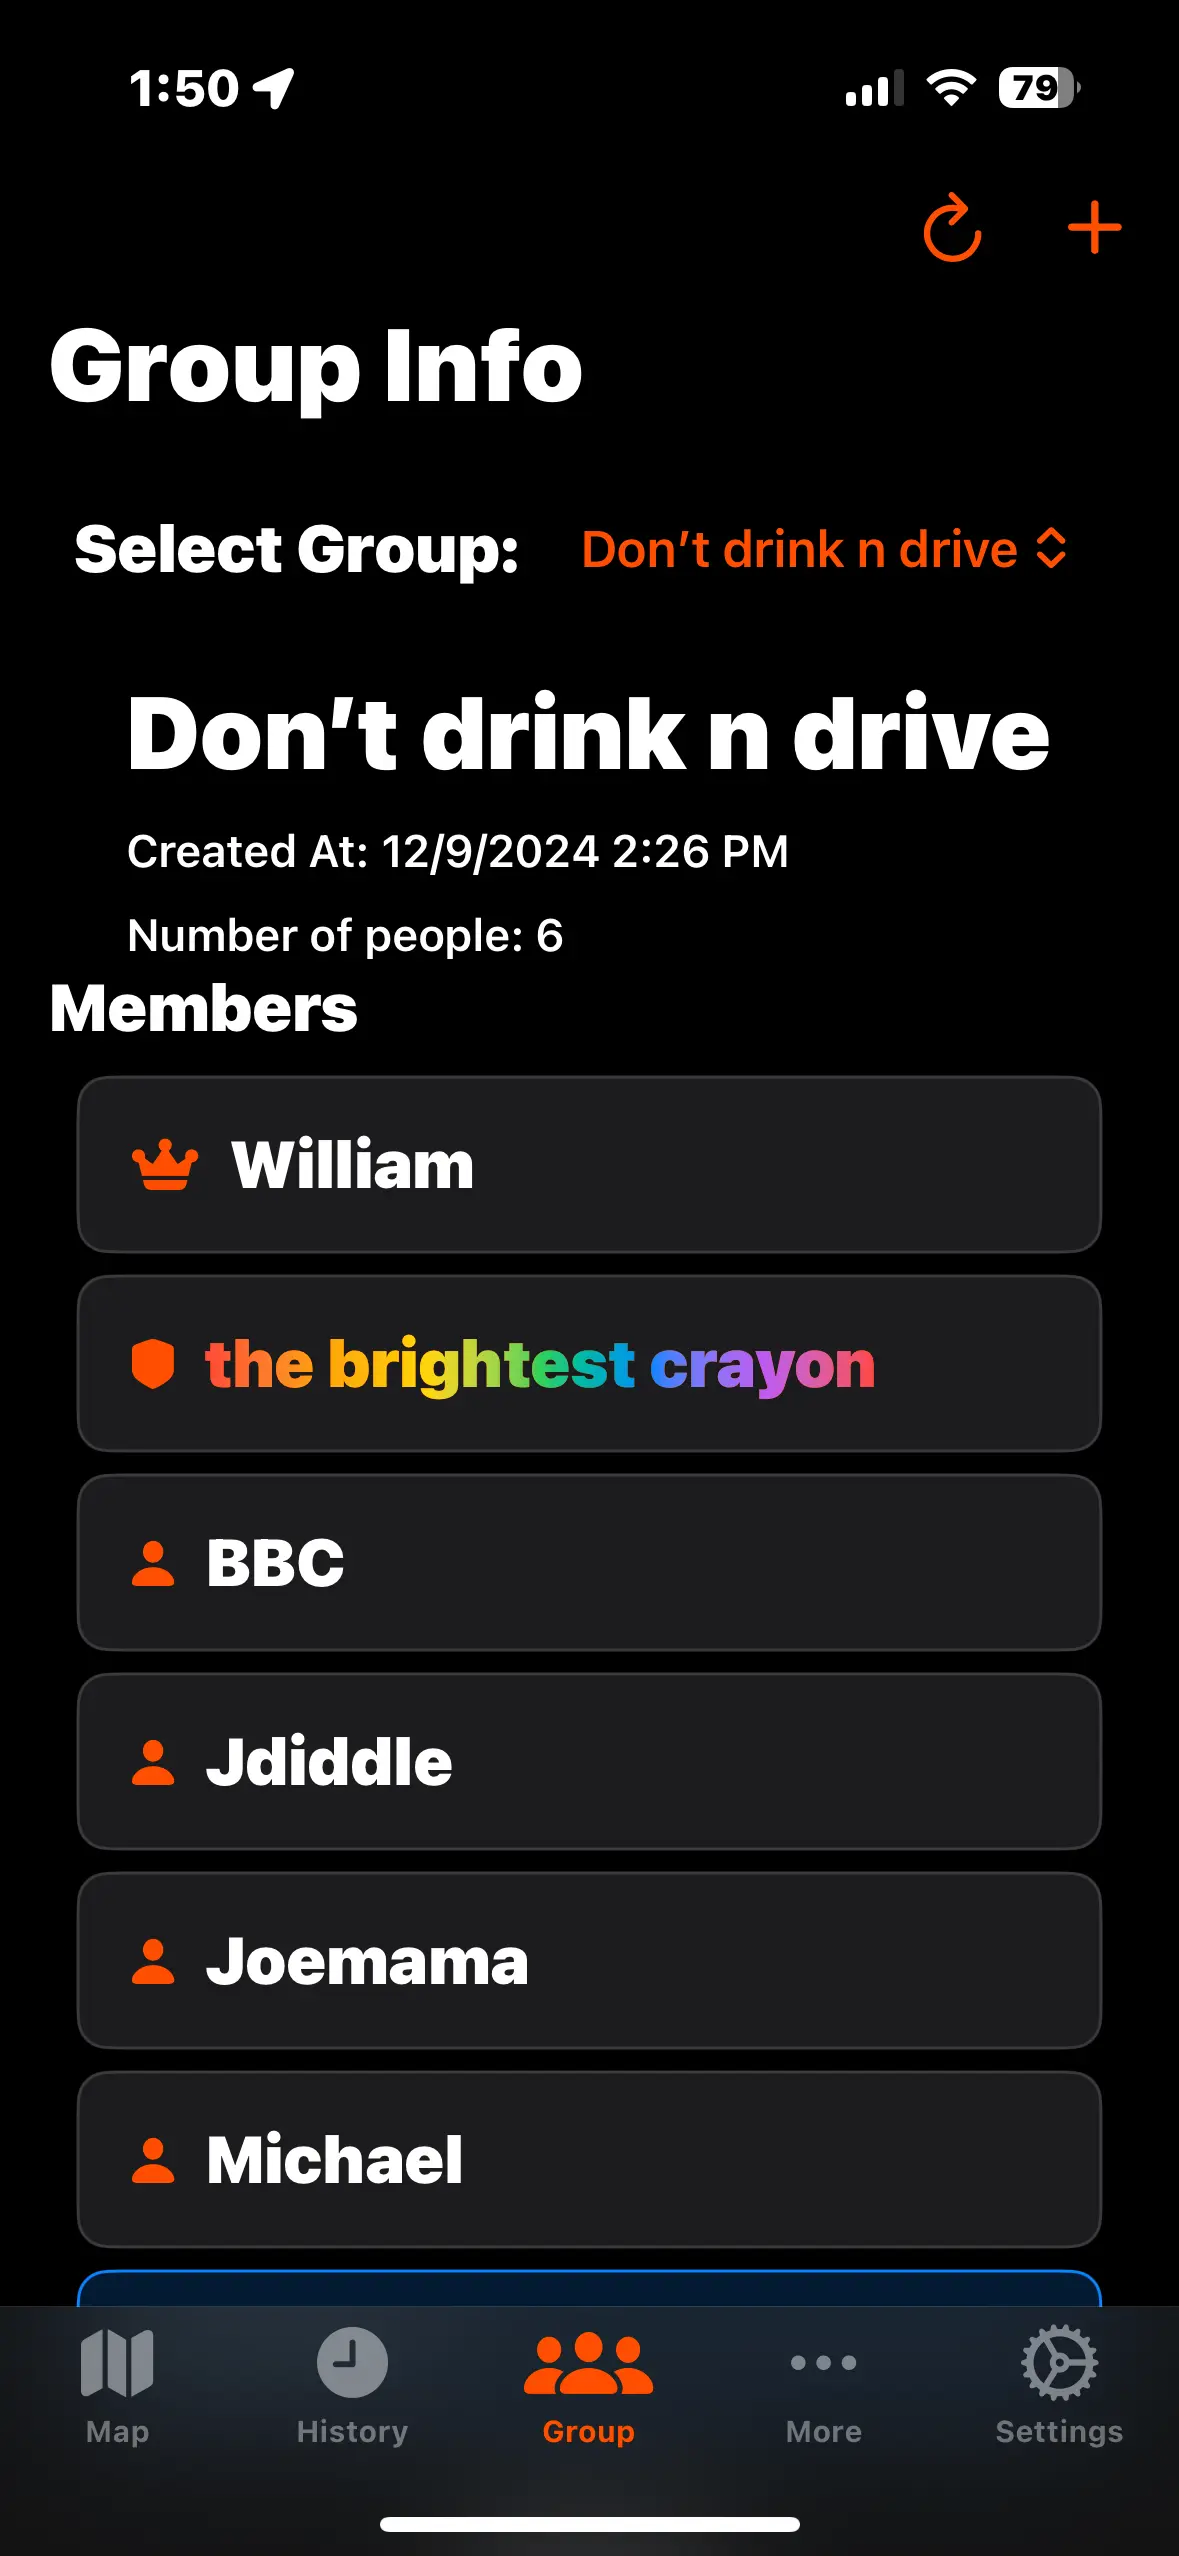 1:50
79
Group Info
Select Group: Don’t drink n drive
Don’t drink n drive
Created At: 12/9/2024 2:26 PM
Number of people: 6
Members
William
the brightest crayon
BBC
Jdiddle
Joemama
Michael
Map History Group More Settings